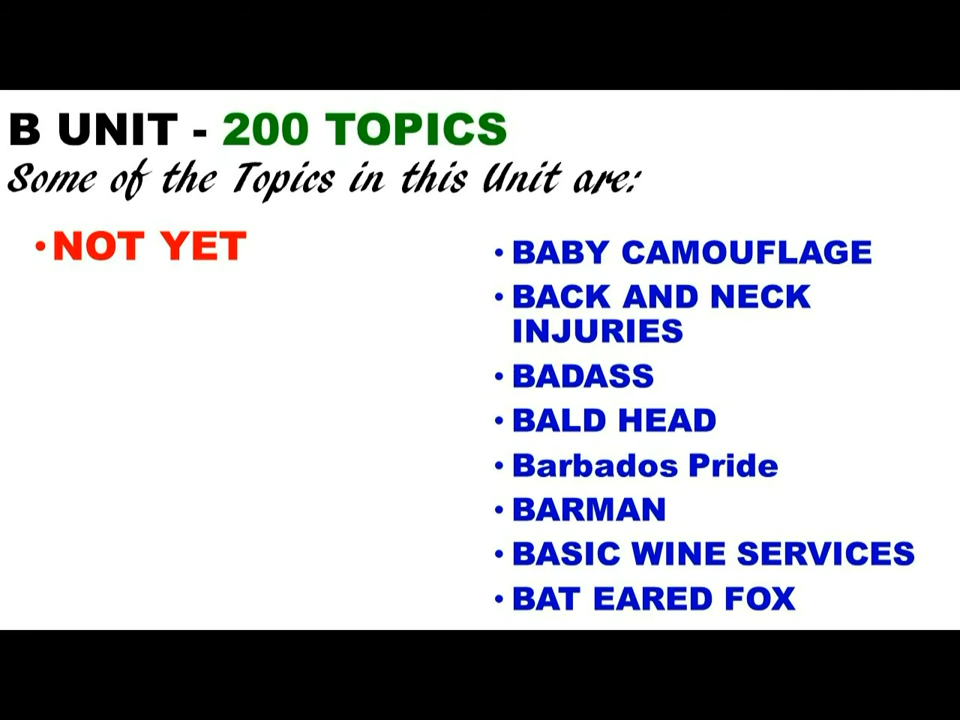 B UNIT - 200 TOPICS
Some of the Topics in this Unit are:
• NOT YET
• BABY CAMOUFLAGE
• BACK AND NECK
INJURIES
• BADASS
• BALD HEAD
• Barbados Pride
• BARMAN
• BASIC WINE SERVICES
• BAT EARED FOX